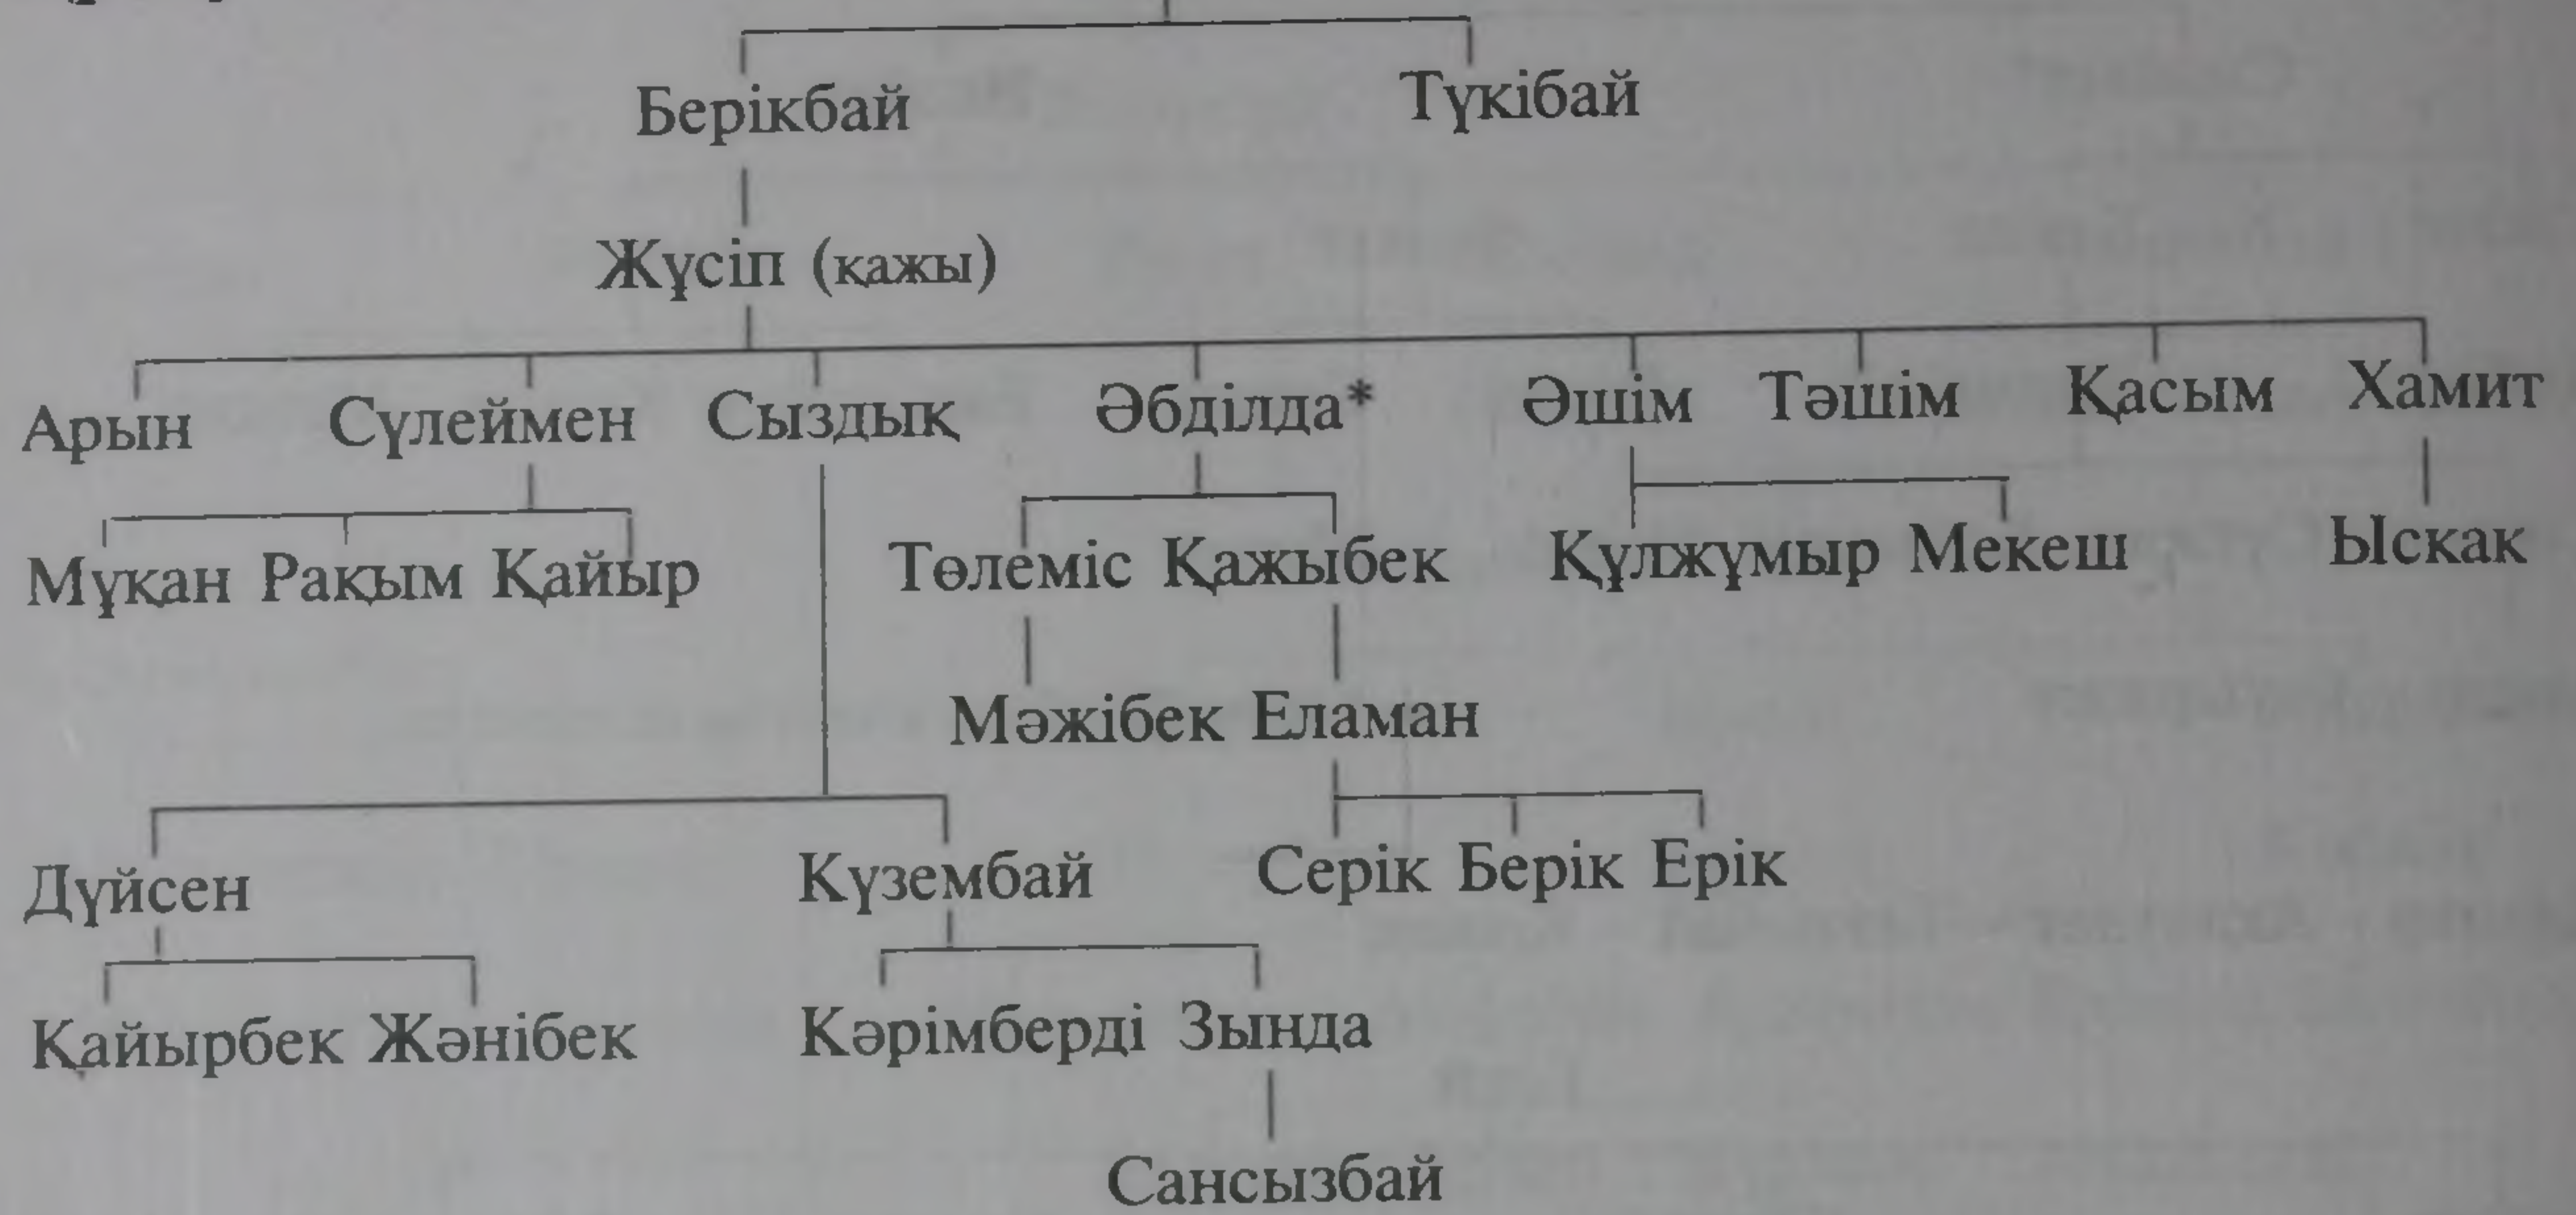 Берікбай Түкібай
Жүсіп (қажы)
Арын Сүлеймен Сыздық Әбділда* Әшім Тәшім Қасым Хамит
Мұқан Рақым Қайыр Төлеміс Қажыбек Құлжұмыр Мекеш Ыскак
Мәжібек Еламан
Дүйсен Күзембай Серік Берік Ерік
Қайырбек Жәнібек Кәрімберді Зында
Сансызбай